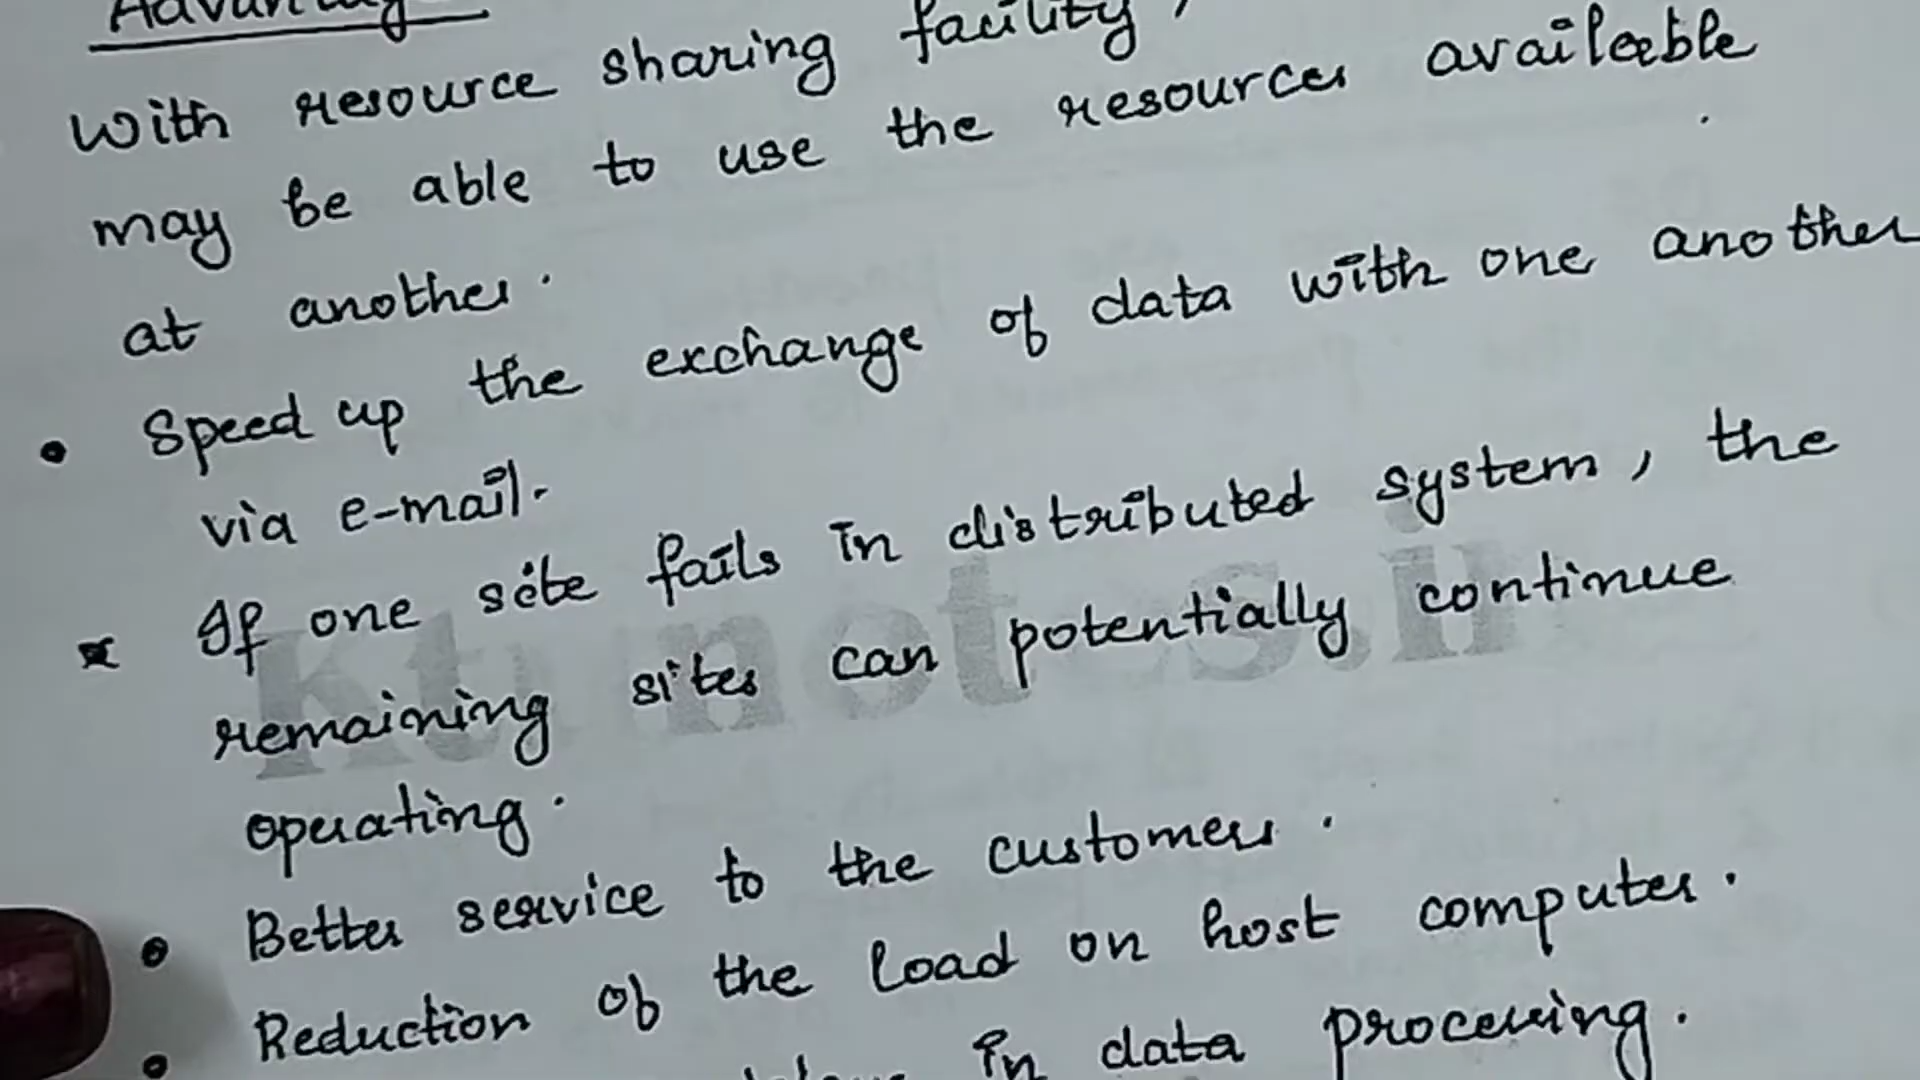 With resource sharing facility,
may be able to use the resources available
at another.
• Speed up the exchange of data with one another
via e-mail.
If one site fails in distributed system, the
remaining sites can potentially continue
operating.
• Better service to the customers.
• Reduction of the load on host computer.
in data processing.
ktunotes.in